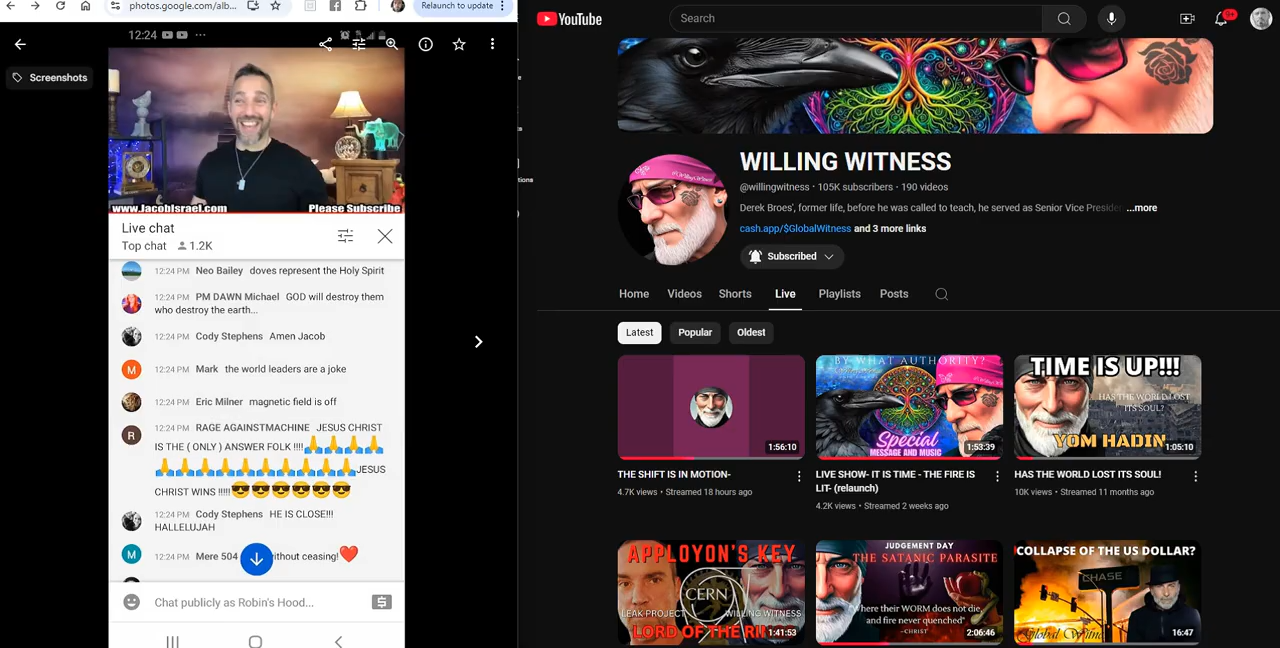 photos.google.com/alb...
Relaunch to update
12:24
Screenshots
www.JacobIsrael.com
Please Subscribe
Live chat
Top chat 1.2K
12:24 PM Neo Bailey doves represent the Holy Spirit
12:24 PM PM DAWN Michael GOD will destroy them
who destroy the earth...
12:24 PM Cody Stephens Amen Jacob
M 12:24 PM Mark the world leaders are a joke
12:24 PM Eric Milner magnetic field is off
R 12:24 PM RAGE AGAINSTMACHINE JESUS CHRIST
IS THE ( ONLY ) ANSWER FOLK !!!!🙏🙏🙏🙏
🙏🙏🙏🙏🙏🙏🙏🙏🙏🙏JESUS
CHRIST WINS !!!!!😎😎😎😎😎😎
12:24 PM Cody Stephens HE IS CLOSE!!!
HALLELUJAH
M 12:24 PM Mere 504 ithout ceasing!❤️
Chat publicly as Robin's Hood...
tions
YouTube
Search
9+
WILLING WITNESS
@willingwitness · 105K subscribers · 190 videos
Derek Broes', former life, before he was called to teach, he served as Senior Vice Presider ...more
cash.app/$GlobalWitness and 3 more links
Subscribed
Home Videos Shorts Live Playlists Posts
Latest Popular Oldest
1:56:10
THE SHIFT IS IN MOTION-
4.7K views · Streamed 18 hours ago
BY WHAT AUTHORITY?
Special
MESSAGE AND MUSIC
1:53:39
LIVE SHOW- IT IS TIME - THE FIRE IS
LIT- (relaunch)
4.2K views · Streamed 2 weeks ago
TIME IS UP!!!
HAS THE WORLD LOST
ITS SOUL?
YOM HADIN
1:05:10
HAS THE WORLD LOST ITS SOUL!
10K views · Streamed 11 months ago
APPLOYON'S KEY
CERN
LEAK PROJECT
WILLING WITNESS
LORD OF THE RI
1:41:53
JUDGEMENT DAY
THE SATANIC PARASITE
here their WORM does not die,
and fire never quenched"
~CHRIST
2:06:46
COLLAPSE OF THE US DOLLAR?
CHASE
Global Witne
16:47